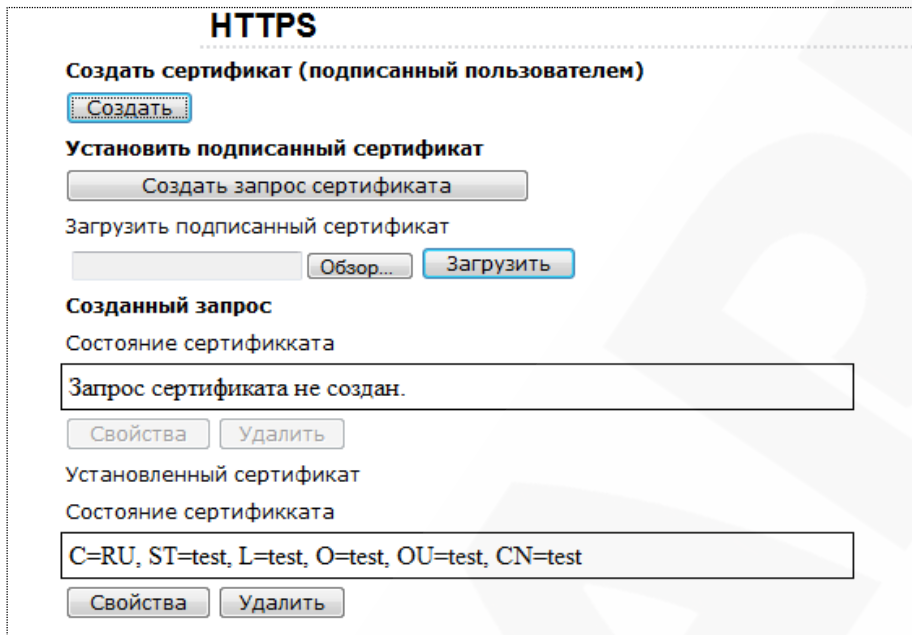 HTTPS
Создать сертификат (подписанный пользователем)
Создать
Установить подписанный сертификат
Создать запрос сертификата
Загрузить подписанный сертификат
Обзор... Загрузить
Созданный запрос
Состояние сертификката
Запрос сертификата не создан.
Свойства Удалить
Установленный сертификат
Состояние сертификката
C=RU, ST=test, L=test, O=test, OU=test, CN=test
Свойства Удалить